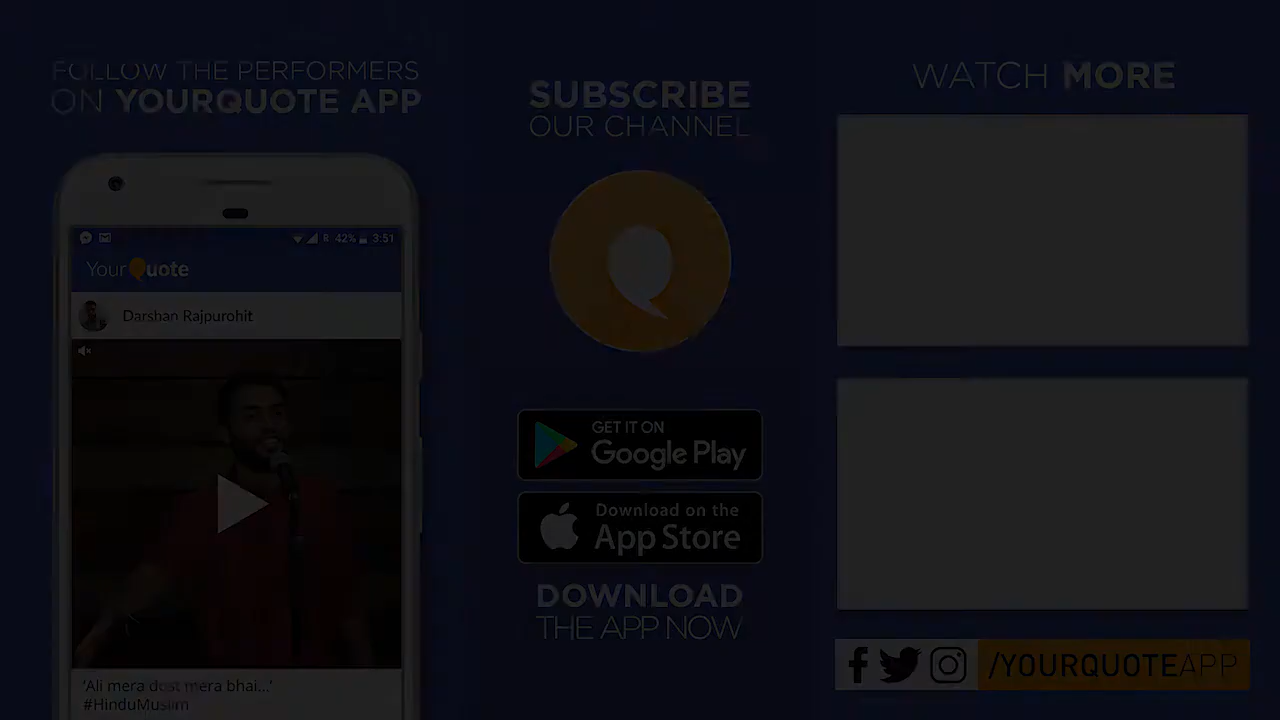 FOLLOW THE PERFORMERS
ON YOURQUOTE APP
42% 3:51
YourQuote
Darshan Rajpurohit
'Ali mera dost mera bhai...'
#HinduMuslim
SUBSCRIBE
OUR CHANNEL
GET IT ON
Google Play
Download on the
App Store
DOWNLOAD
THE APP NOW
WATCH MORE
/YOURQUOTEAPP